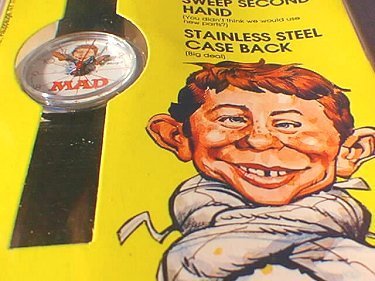 SWEEP SECOND
HAND
(You didn't think we would use
new parts?)
STAINLESS STEEL
CASE BACK
(Big deal)
MAD